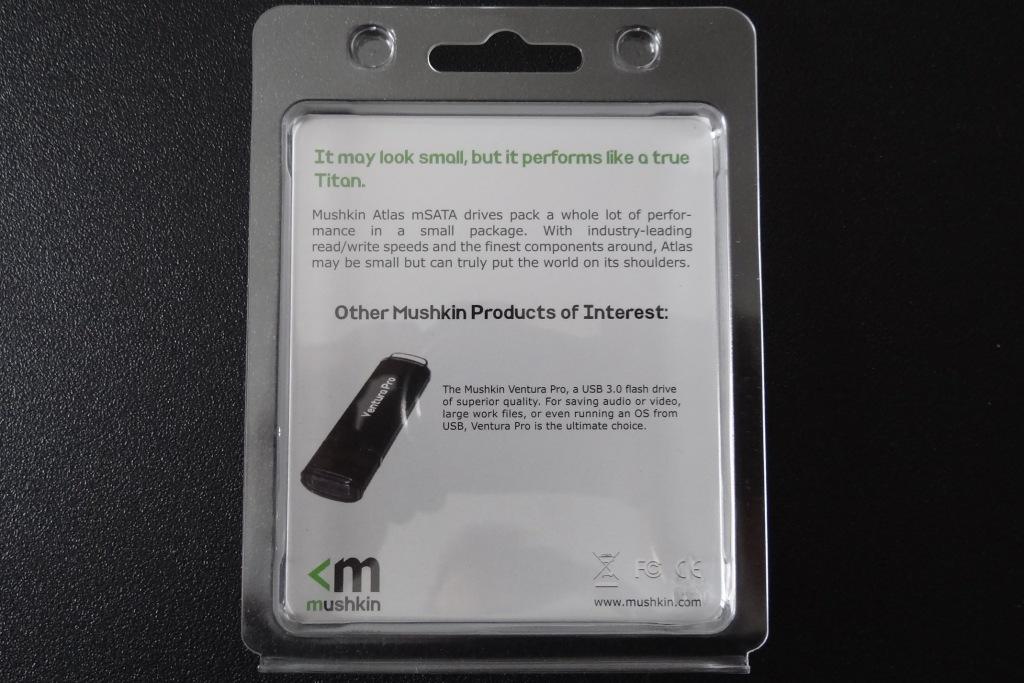 It may look small, but it performs like a true
Titan.
Mushkin Atlas mSATA drives pack a whole lot of perfor-
mance in a small package. With industry-leading
read/write speeds and the finest components around, Atlas
may be small but can truly put the world on its shoulders.
Other Mushkin Products of Interest:
Ventura Pro
The Mushkin Ventura Pro, a USB 3.0 flash drive
of superior quality. For saving audio or video,
large work files, or even running an OS from
USB, Ventura Pro is the ultimate choice.
<m
mushkin
FC CE
www.mushkin.com